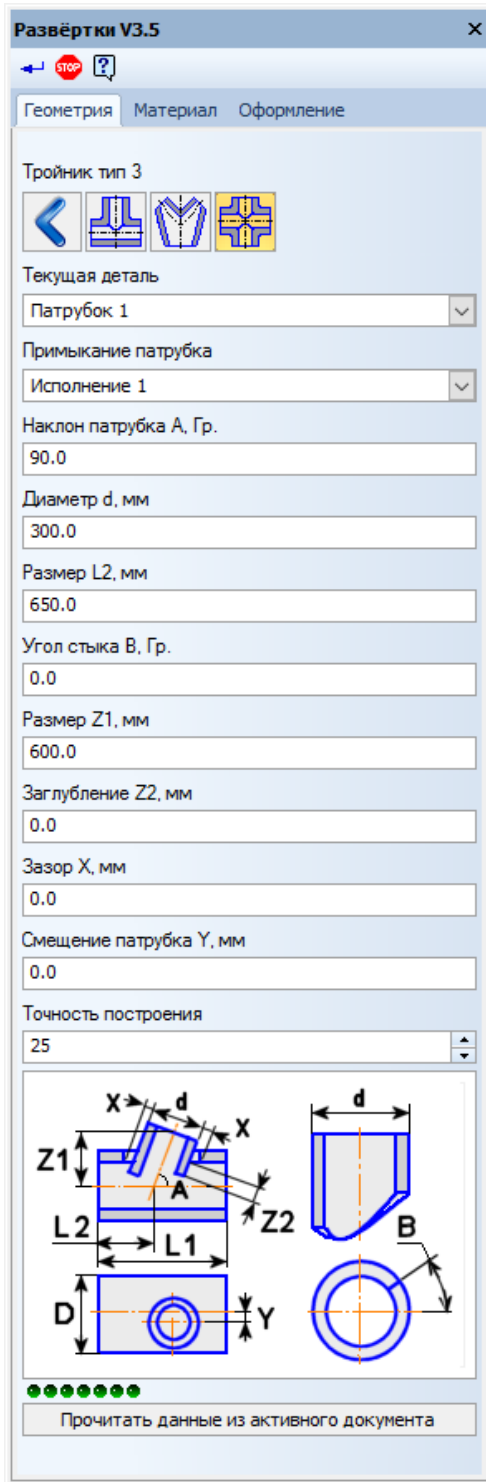 Развёртки V3.5
STOP
Геометрия Материал Оформление
Тройник тип 3
Текущая деталь
Патрубок 1
Примыкание патрубка
Исполнение 1
Наклон патрубка A, Гр.
90.0
Диаметр d, мм
300.0
Размер L2, мм
650.0
Угол стыка B, Гр.
0.0
Размер Z1, мм
600.0
Заглубление Z2, мм
0.0
Зазор X, мм
0.0
Смещение патрубка Y, мм
0.0
Точность построения
25
X d X d
Z1
A
Z2
L2
L1
B
D
Y
Прочитать данные из активного документа